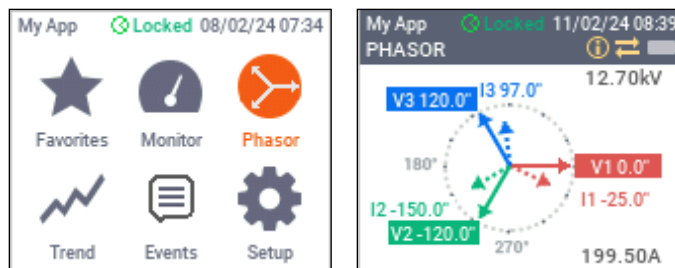 My App Locked 08/02/24 07:34
Favorites Monitor Phasor
Trend Events Setup
My App Locked 11/02/24 08:39
PHASOR
12.70kV
V3 120.0" I3 97.0"
180°
V1 0.0"
I1 -25.0"
I2 -150.0"
V2 -120.0"
270°
199.50A